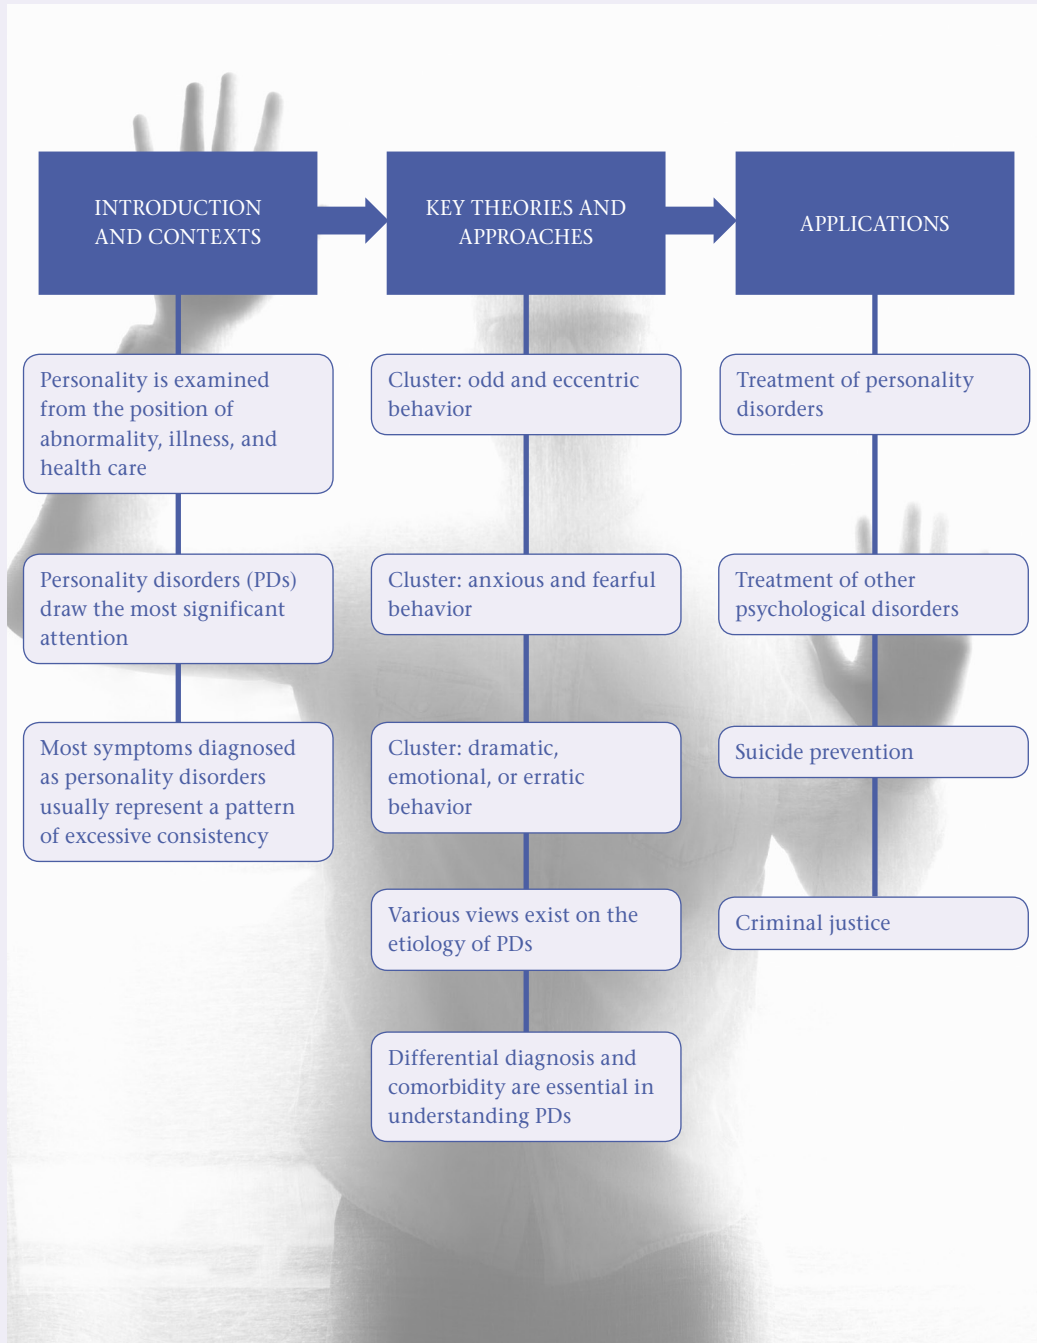 INTRODUCTION
AND CONTEXTS
KEY THEORIES AND
APPROACHES
APPLICATIONS
Personality is examined
from the position of
abnormality, illness, and
health care
Personality disorders (PDs)
draw the most significant
attention
Most symptoms diagnosed
as personality disorders
usually represent a pattern
of excessive consistency
Cluster: odd and eccentric
behavior
Cluster: anxious and fearful
behavior
Cluster: dramatic,
emotional, or erratic
behavior
Various views exist on the
etiology of PDs
Differential diagnosis and
comorbidity are essential in
understanding PDs
Treatment of personality
disorders
Treatment of other
psychological disorders
Suicide prevention
Criminal justice